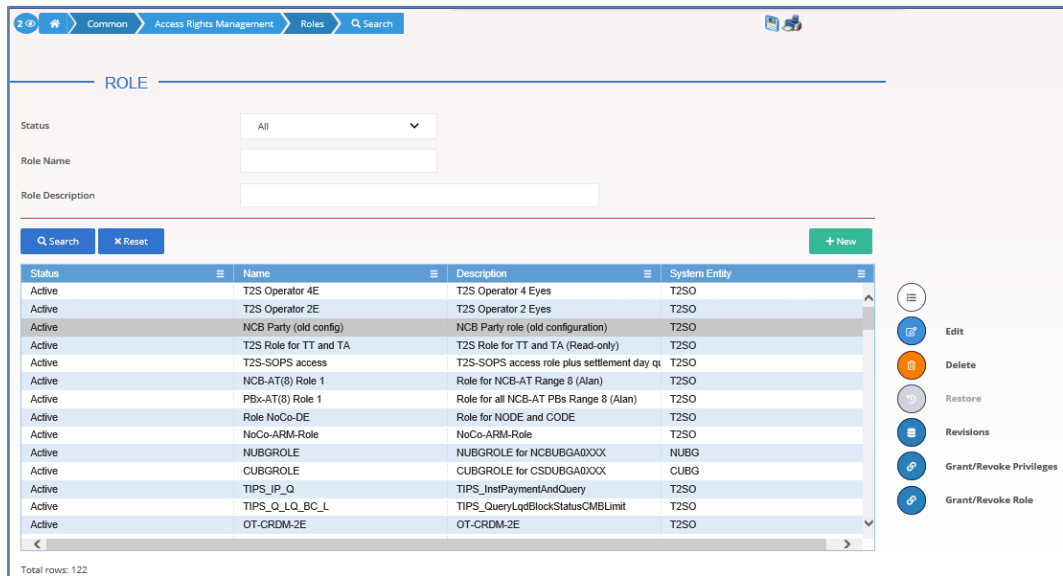 2 Common Access Rights Management Roles Search
ROLE
Status All
Role Name
Role Description
Search Reset New
Status Name Description System Entity
Active T2S Operator 4E T2S Operator 4 Eyes T2SO
Active T2S Operator 2E T2S Operator 2 Eyes T2SO
Active NCB Party (old config) NCB Party role (old configuration) T2SO
Active T2S Role for TT and TA T2S Role for TT and TA (Read-only) T2SO
Active T2S-SOPS access T2S-SOPS access role plus settlement day qu T2SO
Active NCB-AT(8) Role 1 Role for NCB-AT Range 8 (Alan) T2SO
Active PBx-AT(8) Role 1 Role for all NCB-AT PBs Range 8 (Alan) T2SO
Active Role NoCo-DE Role for NODE and CODE T2SO
Active NoCo-ARM-Role NoCo-ARM-Role T2SO
Active NUBGROLE NUBGROLE for NCBUBGA0XXX NUBG
Active CUBGROLE CUBGROLE for CSDUBGA0XXX CUBG
Active TIPS_IP_Q TIPS_InstPaymentAndQuery T2SO
Active TIPS_Q_LQ_BC_L TIPS_QueryLqdBlockStatusCMBLimit T2SO
Active OT-CRDM-2E OT-CRDM-2E T2SO
Edit
Delete
Restore
Revisions
Grant/Revoke Privileges
Grant/Revoke Role
Total rows: 122